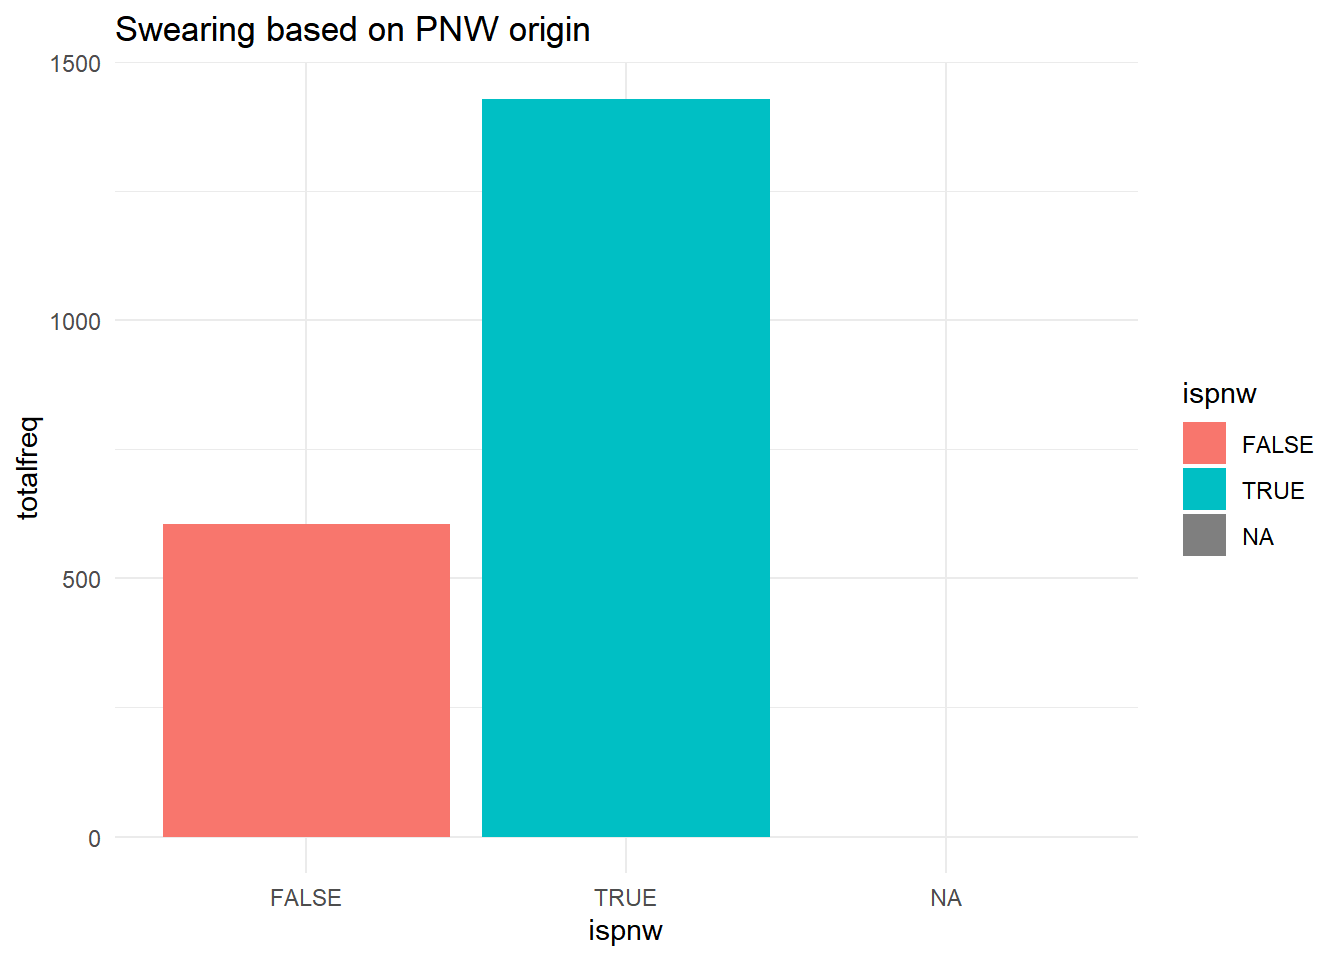 Swearing based on PNW origin
1500
1000
500
0
totalfreq
FALSE TRUE NA
ispnw
ispnw
FALSE
TRUE
NA